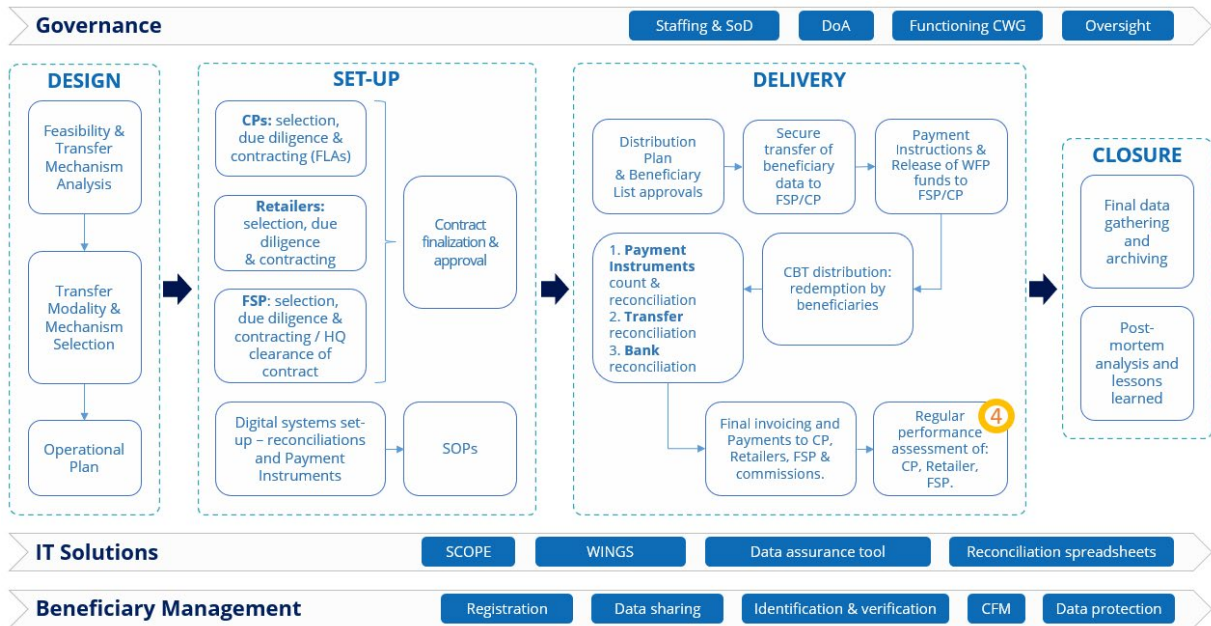 Governance
Staffing & SoD
DoA
Functioning CWG
Oversight
DESIGN
Feasibility &
Transfer
Mechanism
Analysis
Transfer
Modality &
Mechanism
Selection
Operational
Plan
SET-UP
CPs: selection,
due diligence &
contracting (FLAs)
Retailers:
selection, due
diligence
& contracting
FSP: selection,
due diligence &
contracting / HQ
clearance of
contract
Contract
finalization &
approval
Digital systems set-
up – reconciliations
and Payment
Instruments
SOPs
DELIVERY
Distribution
Plan
& Beneficiary
List approvals
Secure
transfer of
beneficiary
data to
FSP/CP
Payment
Instructions &
Release of WFP
funds to
FSP/CP
CBT distribution:
redemption by
beneficiaries
1. Payment
Instruments
count &
reconciliation
2. Transfer
reconciliation
3. Bank
reconciliation
Final invoicing and
Payments to CP,
Retailers, FSP &
commissions.
Regular
performance
assessment of:
CP, Retailer,
FSP.
4
CLOSURE
Final data
gathering
and
archiving
Post-
mortem
analysis and
lessons
learned
IT Solutions
SCOPE
WINGS
Data assurance tool
Reconciliation spreadsheets
Beneficiary Management
Registration
Data sharing
Identification & verification
CFM
Data protection